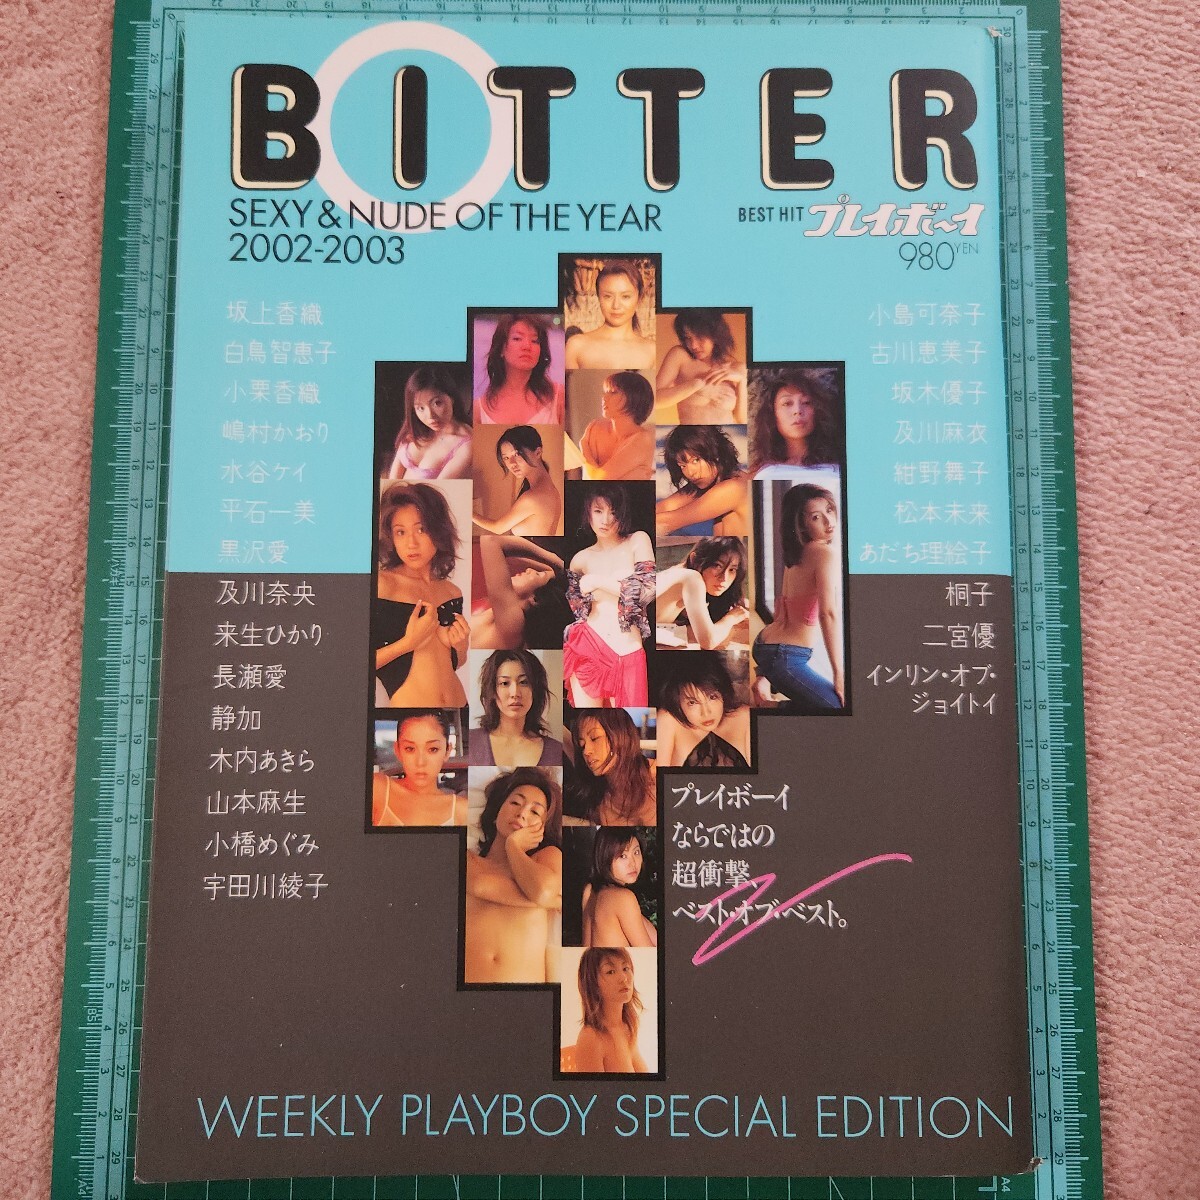 BITTER
SEXY & NUDE OF THE YEAR
2002-2003
BEST HIT プレイボーイ
980YEN
坂上香織
白鳥智恵子
小栗香織
嶋村かおり
水谷ケイ
平石一美
黒沢愛
及川奈央
来生ひかり
長瀬愛
静加
木内あきら
山本麻生
小橋めぐみ
宇田川綾子
小島可奈子
古川恵美子
坂木優子
及川麻衣
紺野舞子
松本未来
あだち理絵子
桐子
二宮優
インリン・オブ・
ジョイトイ
プレイボーイ
ならではの
超衝撃、
ベスト・オブ・ベスト。
WEEKLY PLAYBOY SPECIAL EDITION